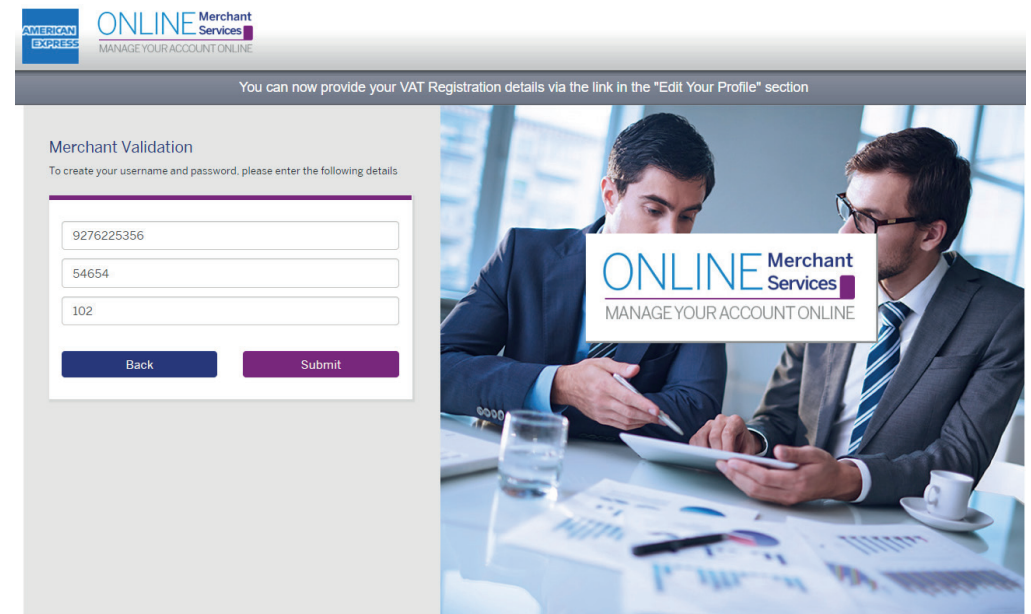 AMERICAN
EXPRESS
ONLINE Merchant Services
MANAGE YOUR ACCOUNT ONLINE
You can now provide your VAT Registration details via the link in the "Edit Your Profile" section
Merchant Validation
To create your username and password, please enter the following details
9276225356
54654
102
Back
Submit
ONLINE Merchant Services
MANAGE YOUR ACCOUNT ONLINE